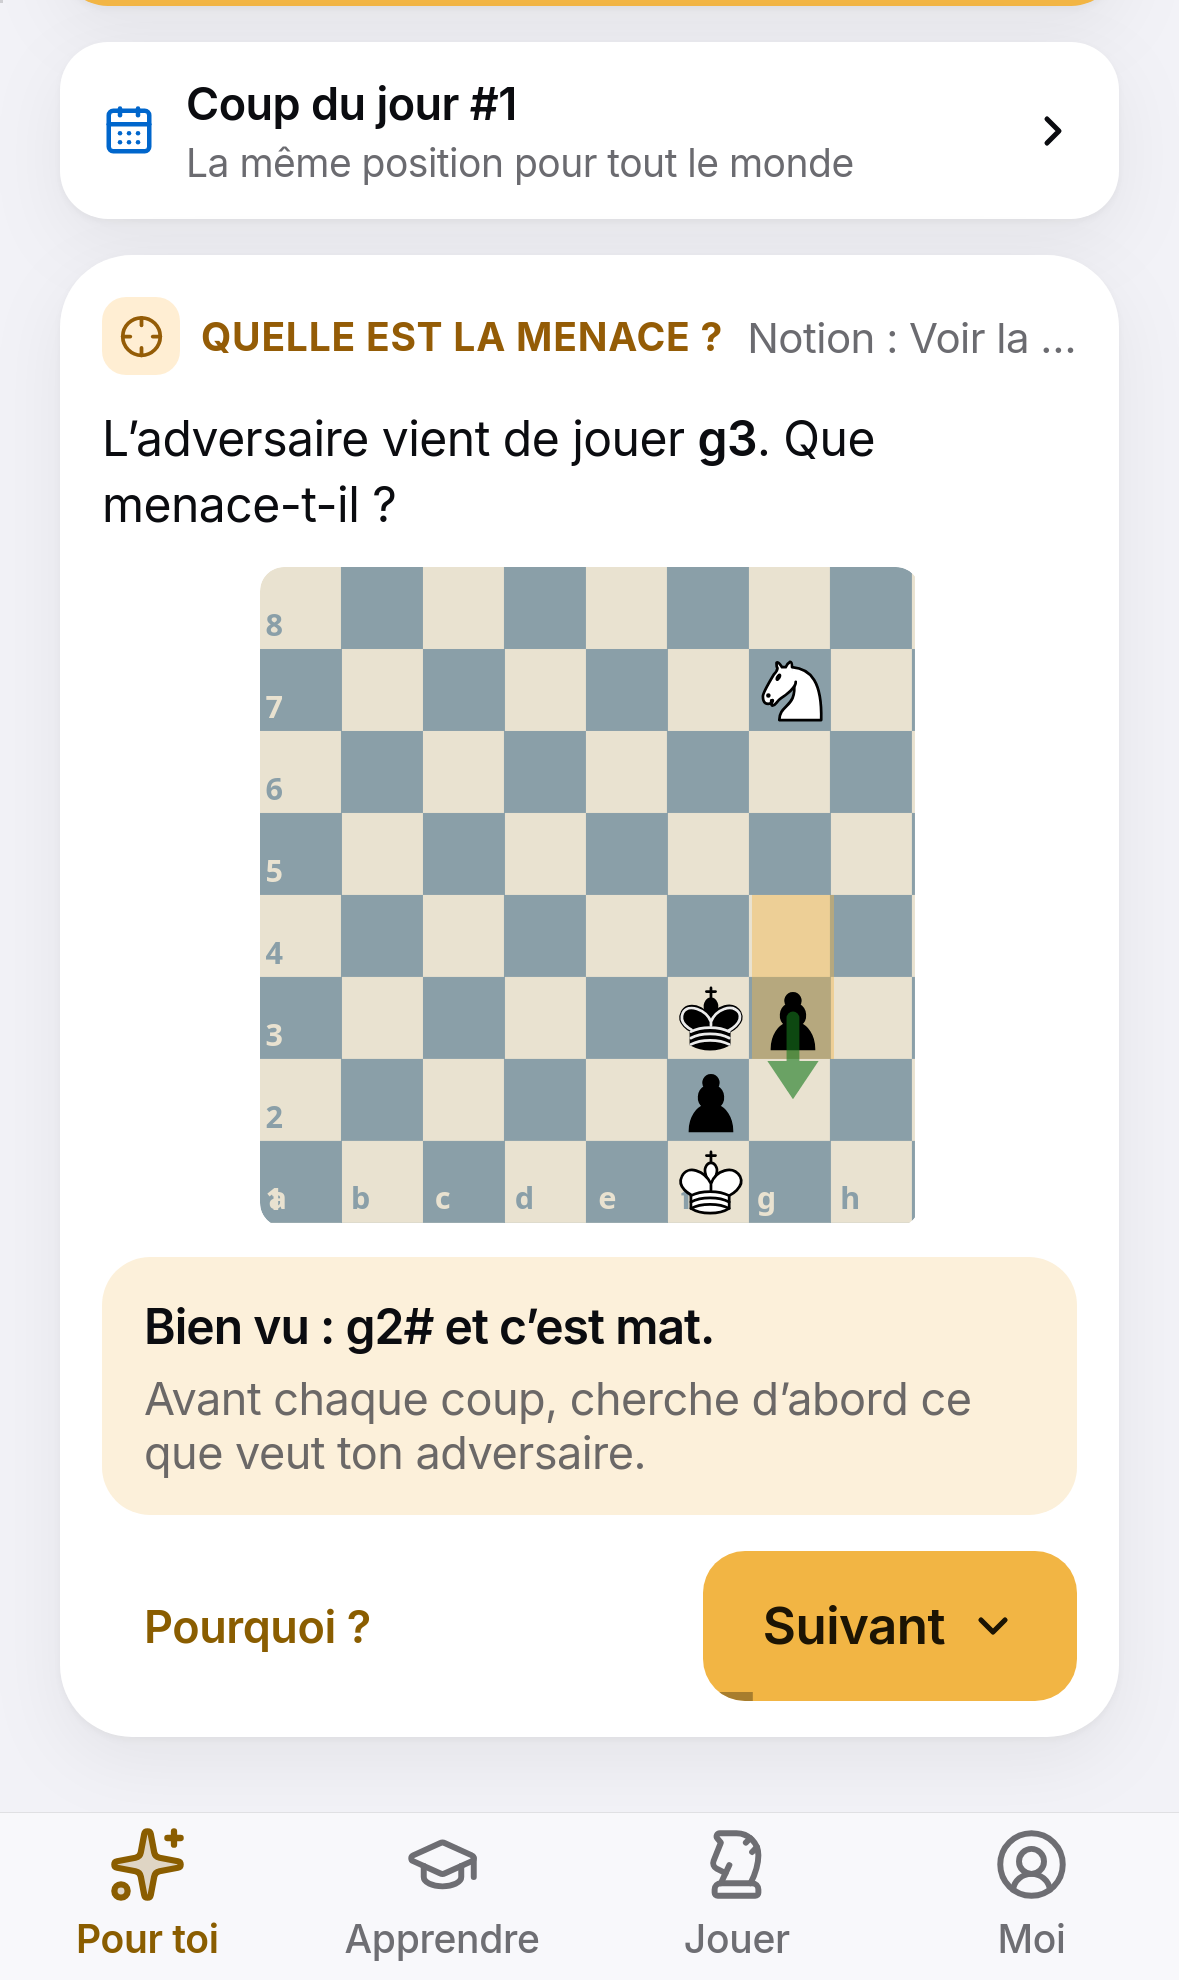 Coup du jour #1
La même position pour tout le monde
QUELLE EST LA MENACE ? Notion : Voir la ...
L’adversaire vient de jouer g3. Que
menace-t-il ?
8
7
6
5
4
3
2
1
a b c d e f g h
Bien vu : g2# et c’est mat.
Avant chaque coup, cherche d’abord ce
que veut ton adversaire.
Pourquoi ? Suivant
Pour toi Apprendre Jouer Moi